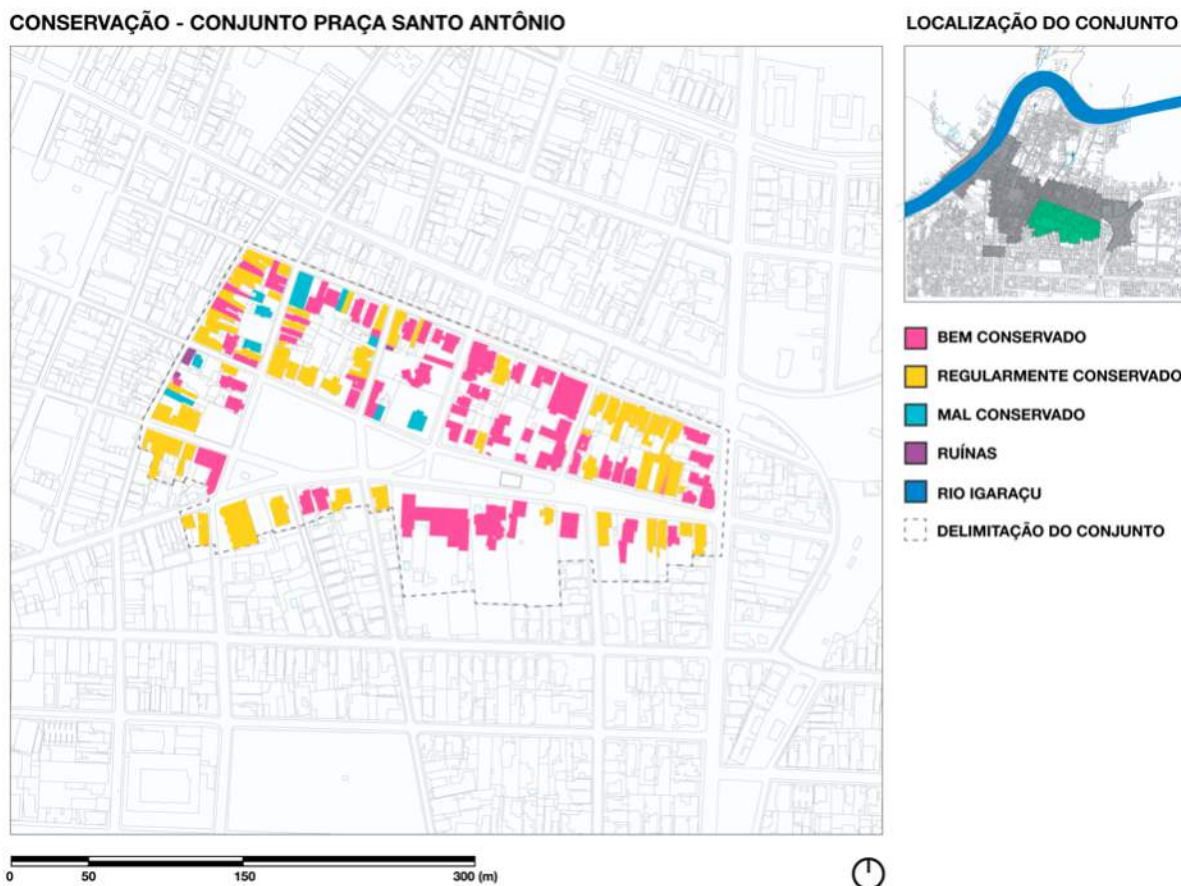 CONSERVAÇÃO - CONJUNTO PRAÇA SANTO ANTÔNIO
LOCALIZAÇÃO DO CONJUNTO
BEM CONSERVADO
REGULARMENTE CONSERVADO
MAL CONSERVADO
RUÍNAS
RIO IGARAÇU
DELIMITAÇÃO DO CONJUNTO
0 50 150 300 (m)